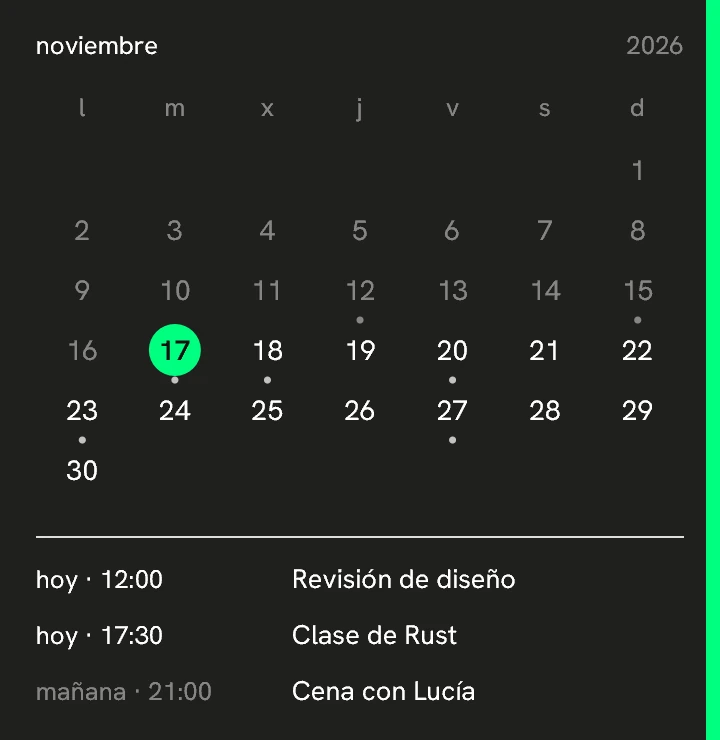 noviembre 2026
l m x j v s d
1
2 3 4 5 6 7 8
9 10 11 12 13 14 15
16 17 18 19 20 21 22
23 24 25 26 27 28 29
30
hoy · 12:00 Revisión de diseño
hoy · 17:30 Clase de Rust
mañana · 21:00 Cena con Lucía